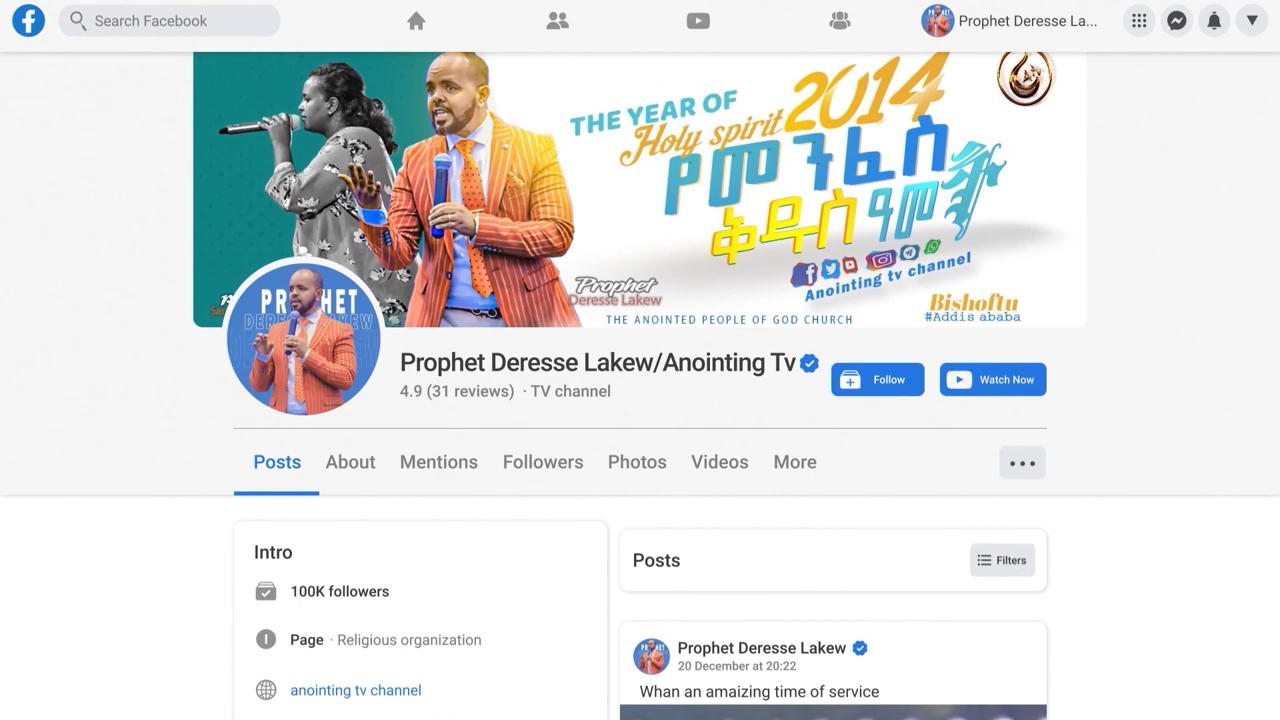 Search Facebook
Prophet Deresse La...
THE YEAR OF
Holy spirit 2014
የመንፈስ
ቅዱስ ዓመት
Anointing tv channel
Prophet
Deresse Lakew
THE ANOINTED PEOPLE OF GOD CHURCH
Bishoftu
#Addis ababa
PROPHET
DERESSE LAKEW
Prophet Deresse Lakew/Anointing Tv
4.9 (31 reviews) · TV channel
Follow
Watch Now
Posts About Mentions Followers Photos Videos More
Intro
100K followers
Page · Religious organization
anointing tv channel
Posts
Filters
Prophet Deresse Lakew
20 December at 20:22
Whan an amaizing time of service